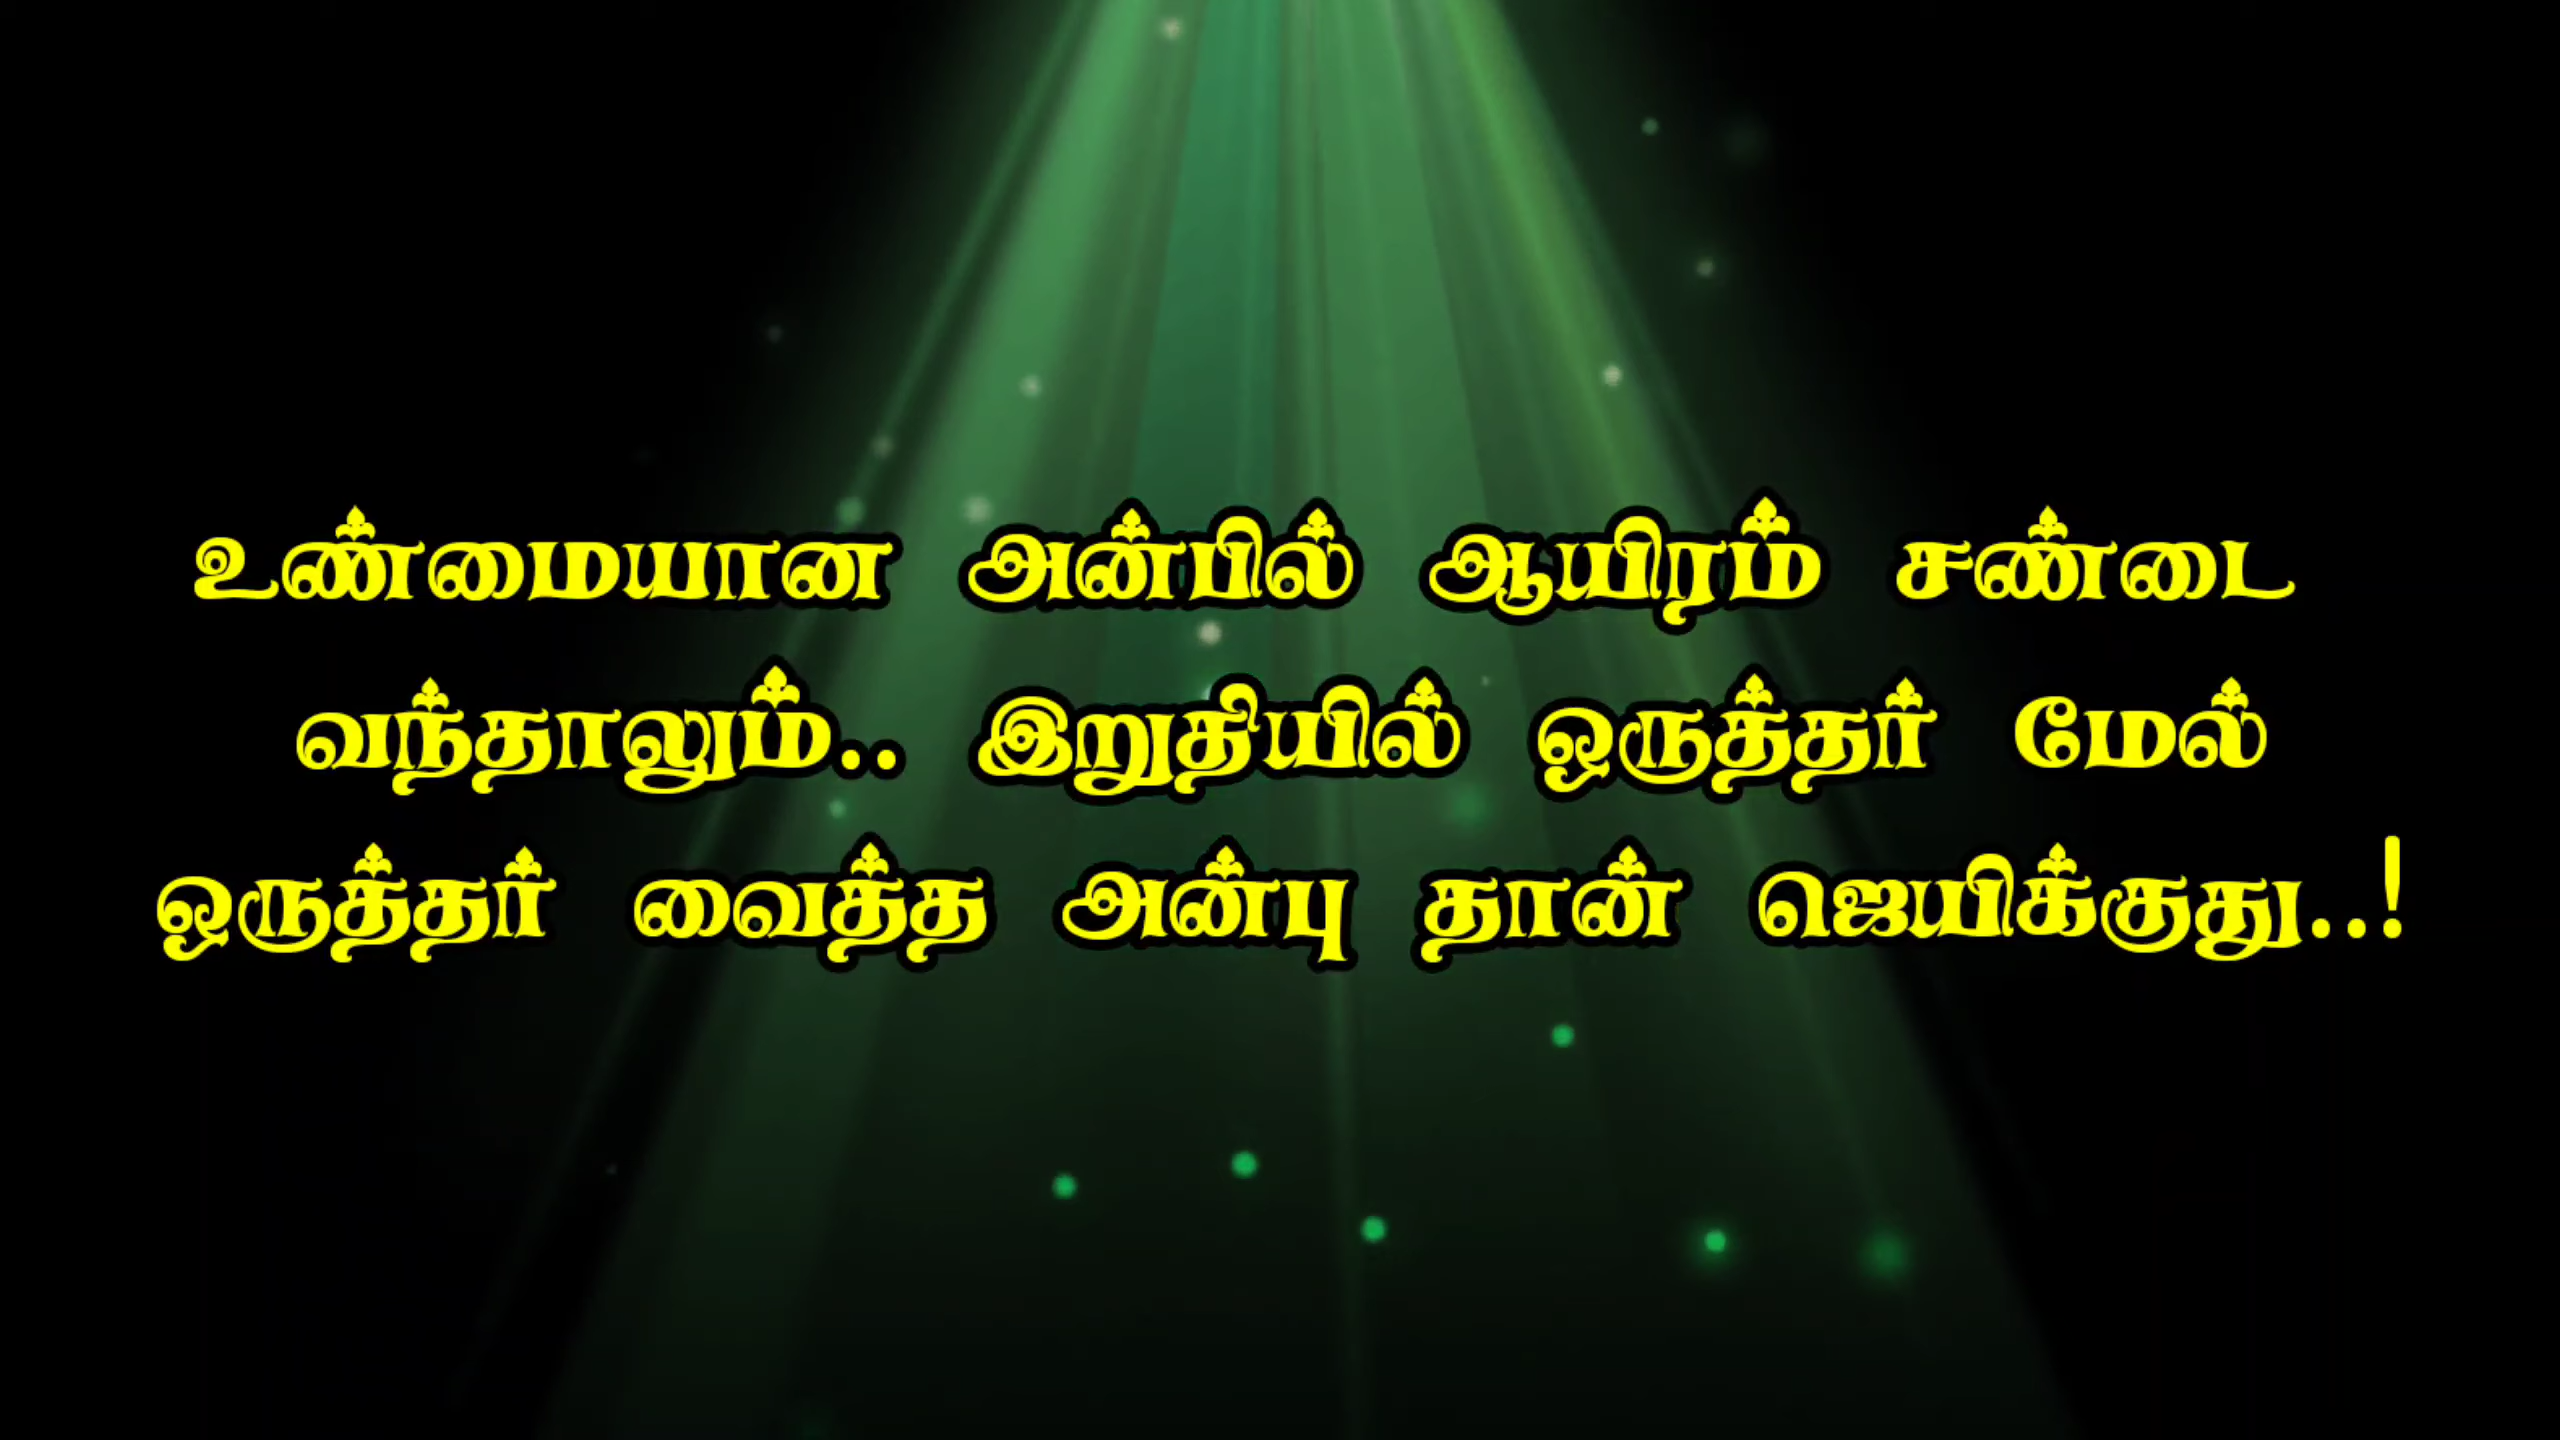 உண்மையான அன்பில் ஆயிரம் சண்டை
வந்தாலும்.. இறுதியில் ஒருத்தர் மேல்
ஒருத்தர் வைத்த அன்பு தான் ஜெயிக்குது..!